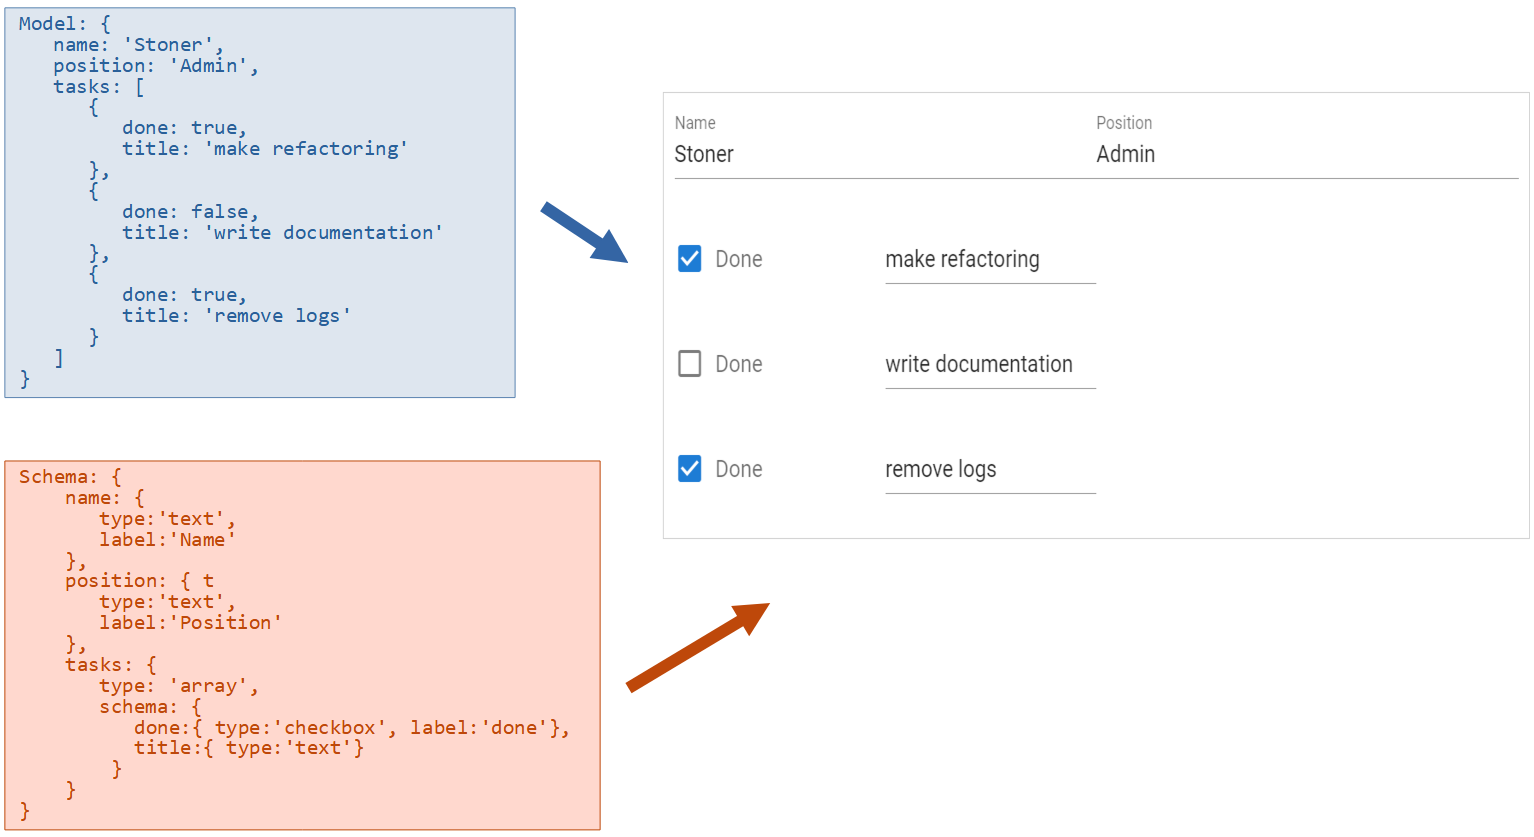 Model: {
name: 'Stoner',
position: 'Admin',
tasks: [
{
done: true,
title: 'make refactoring'
},
{
done: false,
title: 'write documentation'
},
{
done: true,
title: 'remove logs'
}
]
}
Schema: {
name: {
type:'text',
label:'Name'
},
position: { t
type:'text',
label:'Position'
},
tasks: {
type: 'array',
schema: {
done:{ type:'checkbox', label:'done'},
title:{ type:'text'}
}
}
}
Name Position
Stoner Admin
Done make refactoring
Done write documentation
Done remove logs